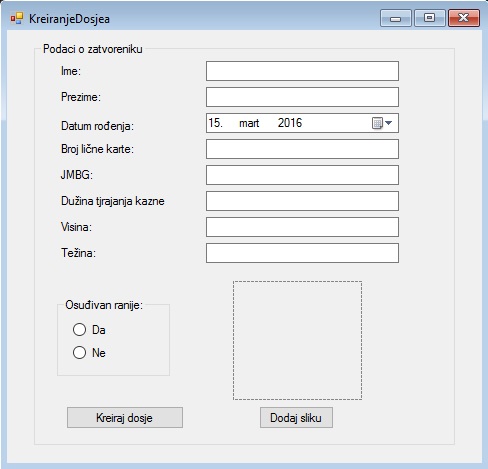 KreiranjeDosjea
Podaci o zatvoreniku
Ime:
Prezime:
Datum rođenja: 15. mart 2016
Broj lične karte:
JMBG:
Dužina tjrajanja kazne
Visina:
Težina:
Osuđivan ranije:
Da
Ne
Kreiraj dosje Dodaj sliku